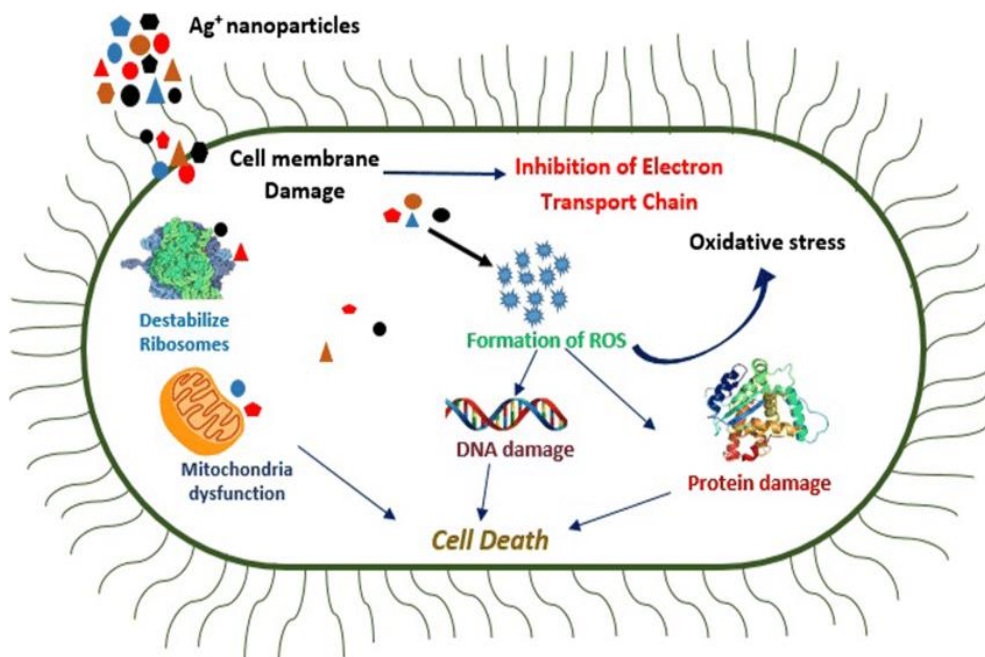 Ag⁺ nanoparticles
Cell membrane
Damage
Inhibition of Electron
Transport Chain
Oxidative stress
Destabilize
Ribosomes
Formation of ROS
Mitochondria
dysfunction
DNA damage
Protein damage
Cell Death